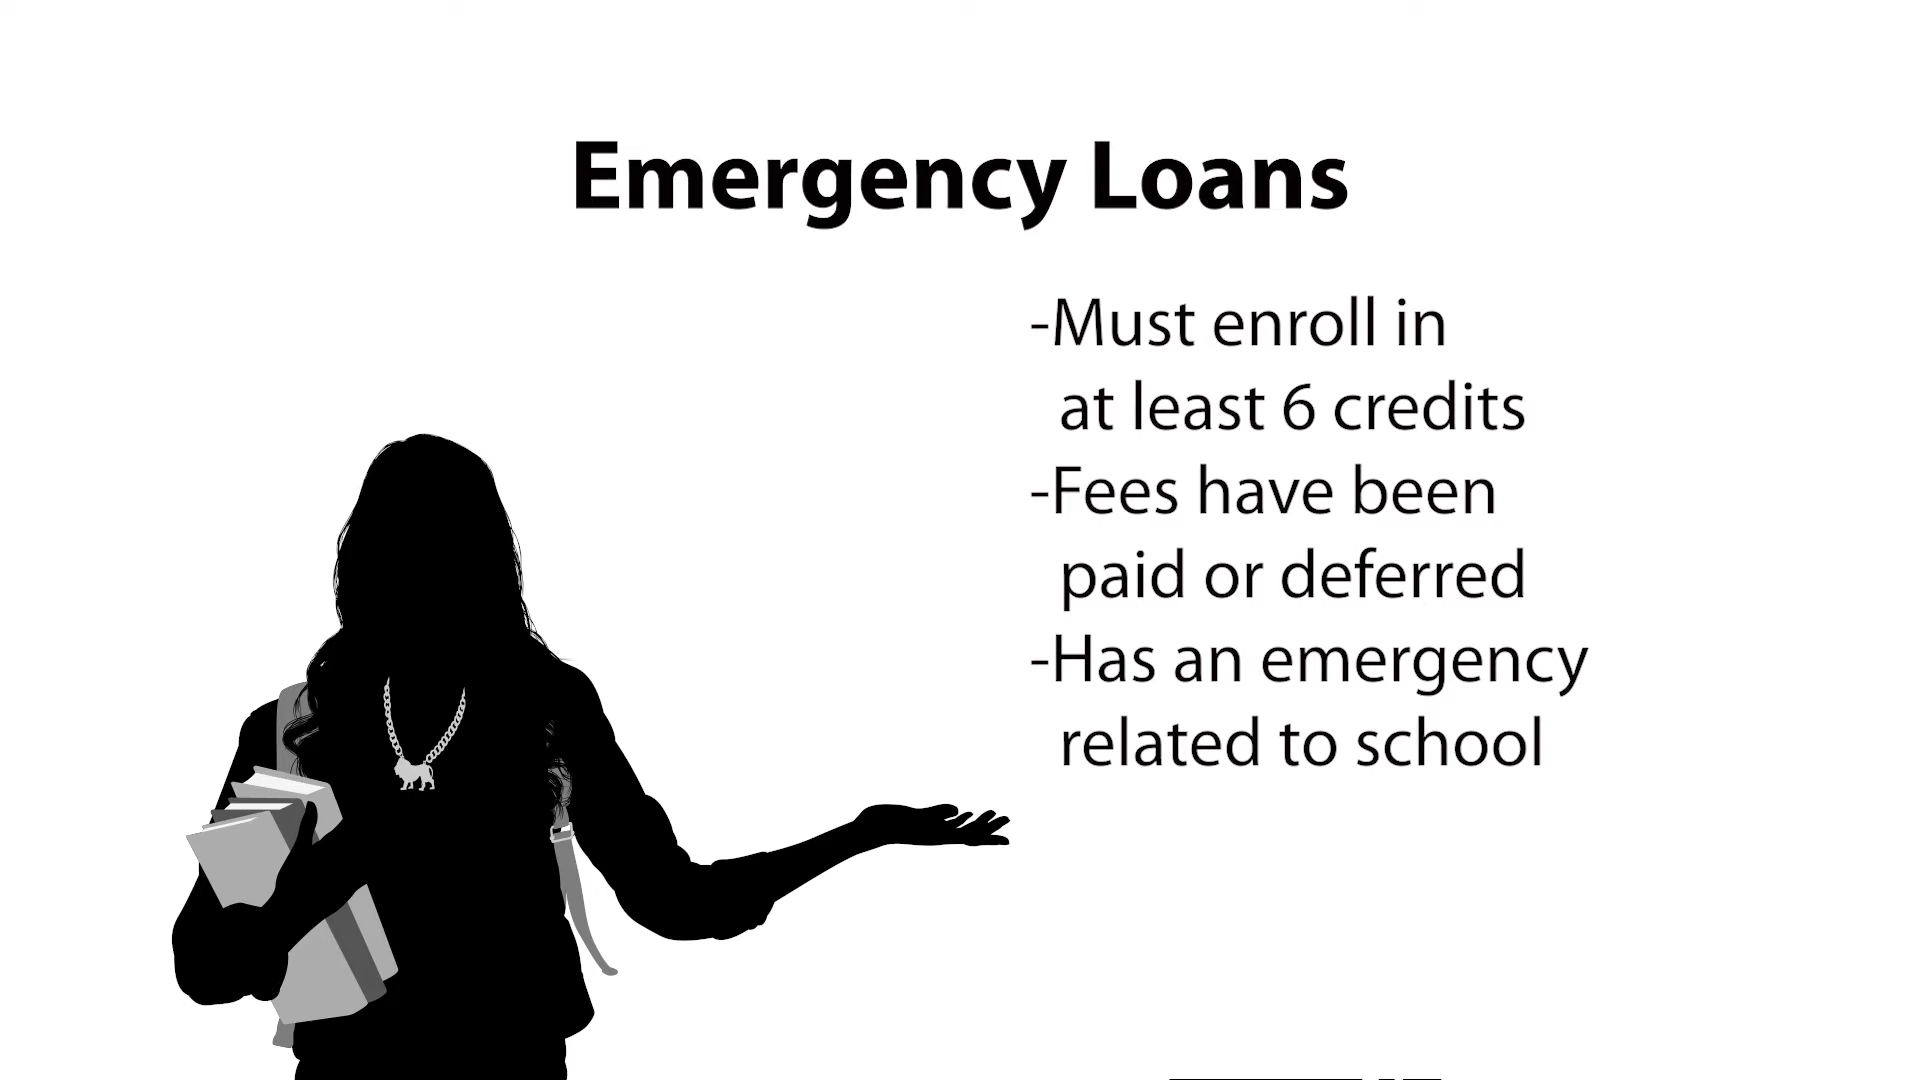 Emergency Loans
-Must enroll in
at least 6 credits
-Fees have been
paid or deferred
-Has an emergency
related to school